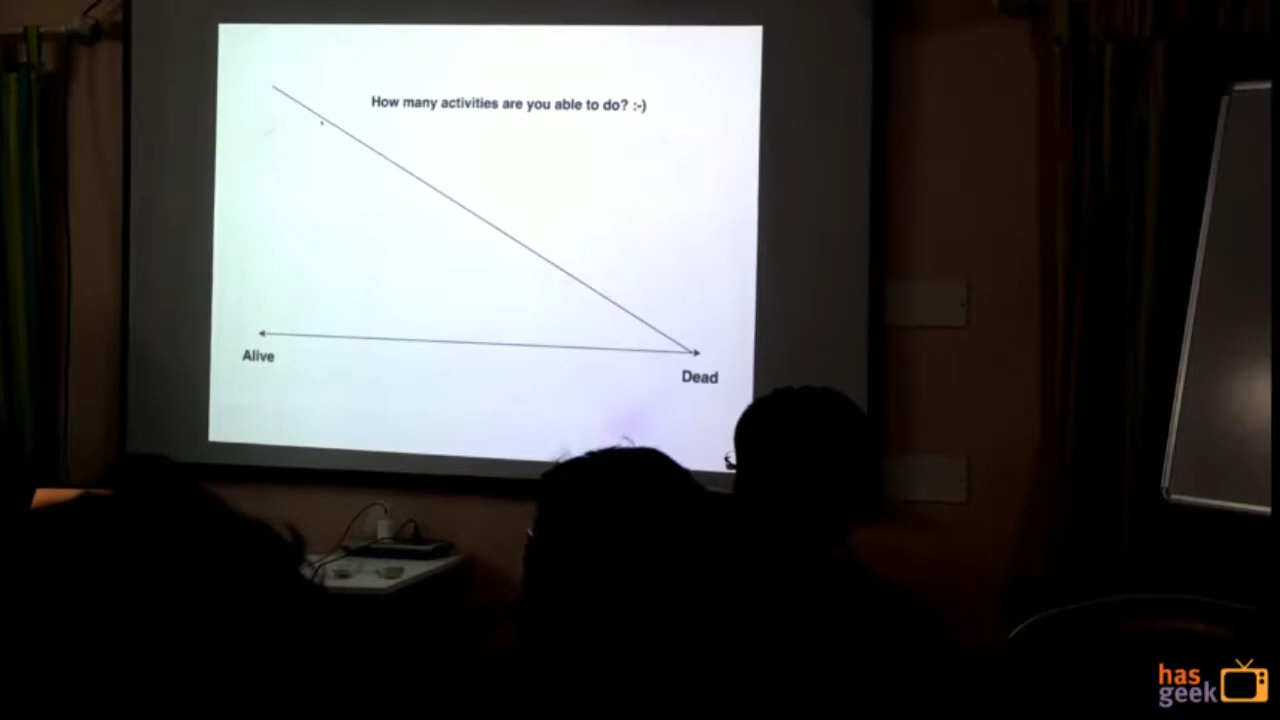 How many activities are you able to do? :-)
Alive
Dead
has
geek